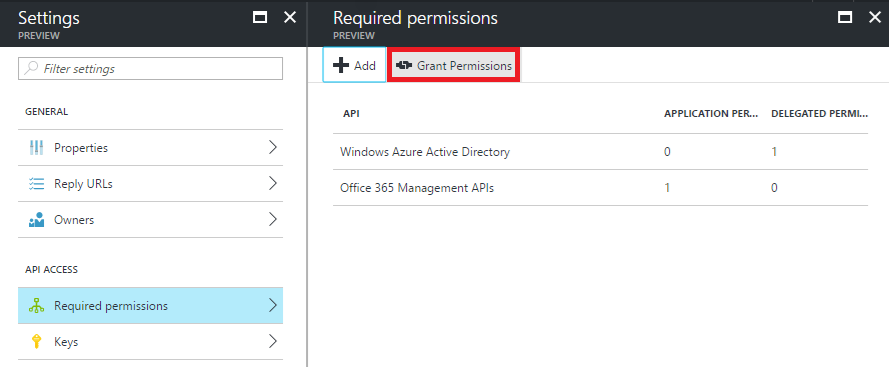 Settings
PREVIEW
Filter settings
GENERAL
Properties
Reply URLs
Owners
API ACCESS
Required permissions
Keys
Required permissions
PREVIEW
Add Grant Permissions
API APPLICATION PER... DELEGATED PERMI...
Windows Azure Active Directory 0 1
Office 365 Management APIs 1 0